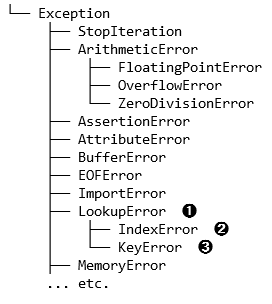 └── Exception
    ├── StopIteration
    ├── ArithmeticError
    │   ├── FloatingPointError
    │   ├── OverflowError
    │   └── ZeroDivisionError
    ├── AssertionError
    ├── AttributeError
    ├── BufferError
    ├── EOFError
    ├── ImportError
    ├── LookupError ❶
    │   ├── IndexError ❷
    │   └── KeyError ❸
    ├── MemoryError
    ... etc.